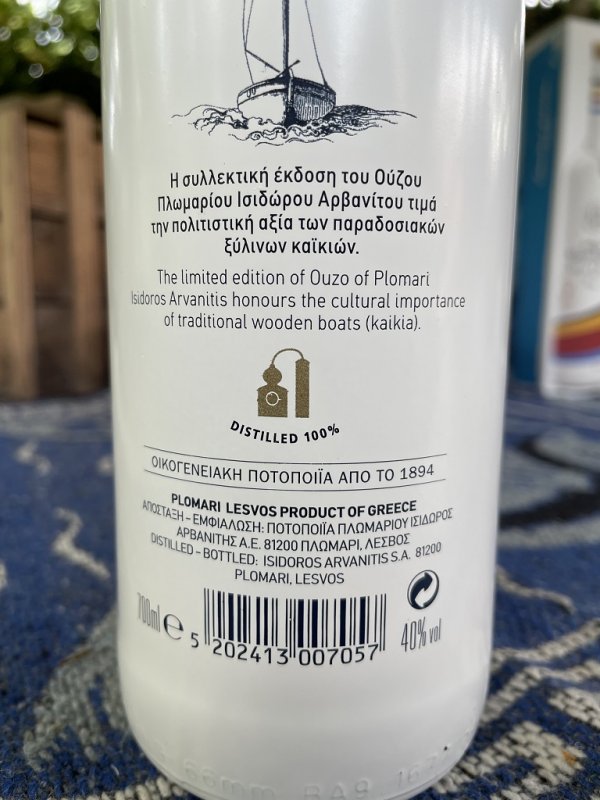 Η συλλεκτική έκδοση του Ούζου
Πλωμαρίου Ισιδώρου Αρβανίτου τιμά
την πολιτιστική αξία των παραδοσιακών
ξύλινων καϊκιών.
The limited edition of Ouzo of Plomari
Isidoros Arvanitis honours the cultural importance
of traditional wooden boats (kaikia).
DISTILLED 100%
ΟΙΚΟΓΕΝΕΙΑΚΗ ΠΟΤΟΠΟΙΪΑ ΑΠΟ ΤΟ 1894
PLOMARI LESVOS PRODUCT OF GREECE
ΑΠΟΣΤΑΞΗ – ΕΜΦΙΑΛΩΣΗ: ΠΟΤΟΠΟΙΪΑ ΠΛΩΜΑΡΙΟΥ ΙΣΙΔΩΡΟΣ
ΑΡΒΑΝΙΤΗΣ Α.Ε. 81200 ΠΛΩΜΑΡΙ, ΛΕΣΒΟΣ
DISTILLED – BOTTLED: ISIDOROS ARVANITIS S.A. 81200
PLOMARI, LESVOS
700ml e
5 202413 007057
40% vol
66mm